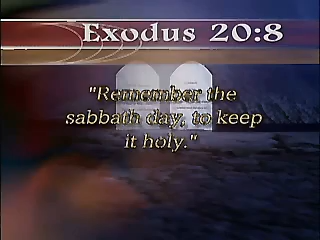 Exodus 20:8
"Remember the
sabbath day, to keep
it holy."